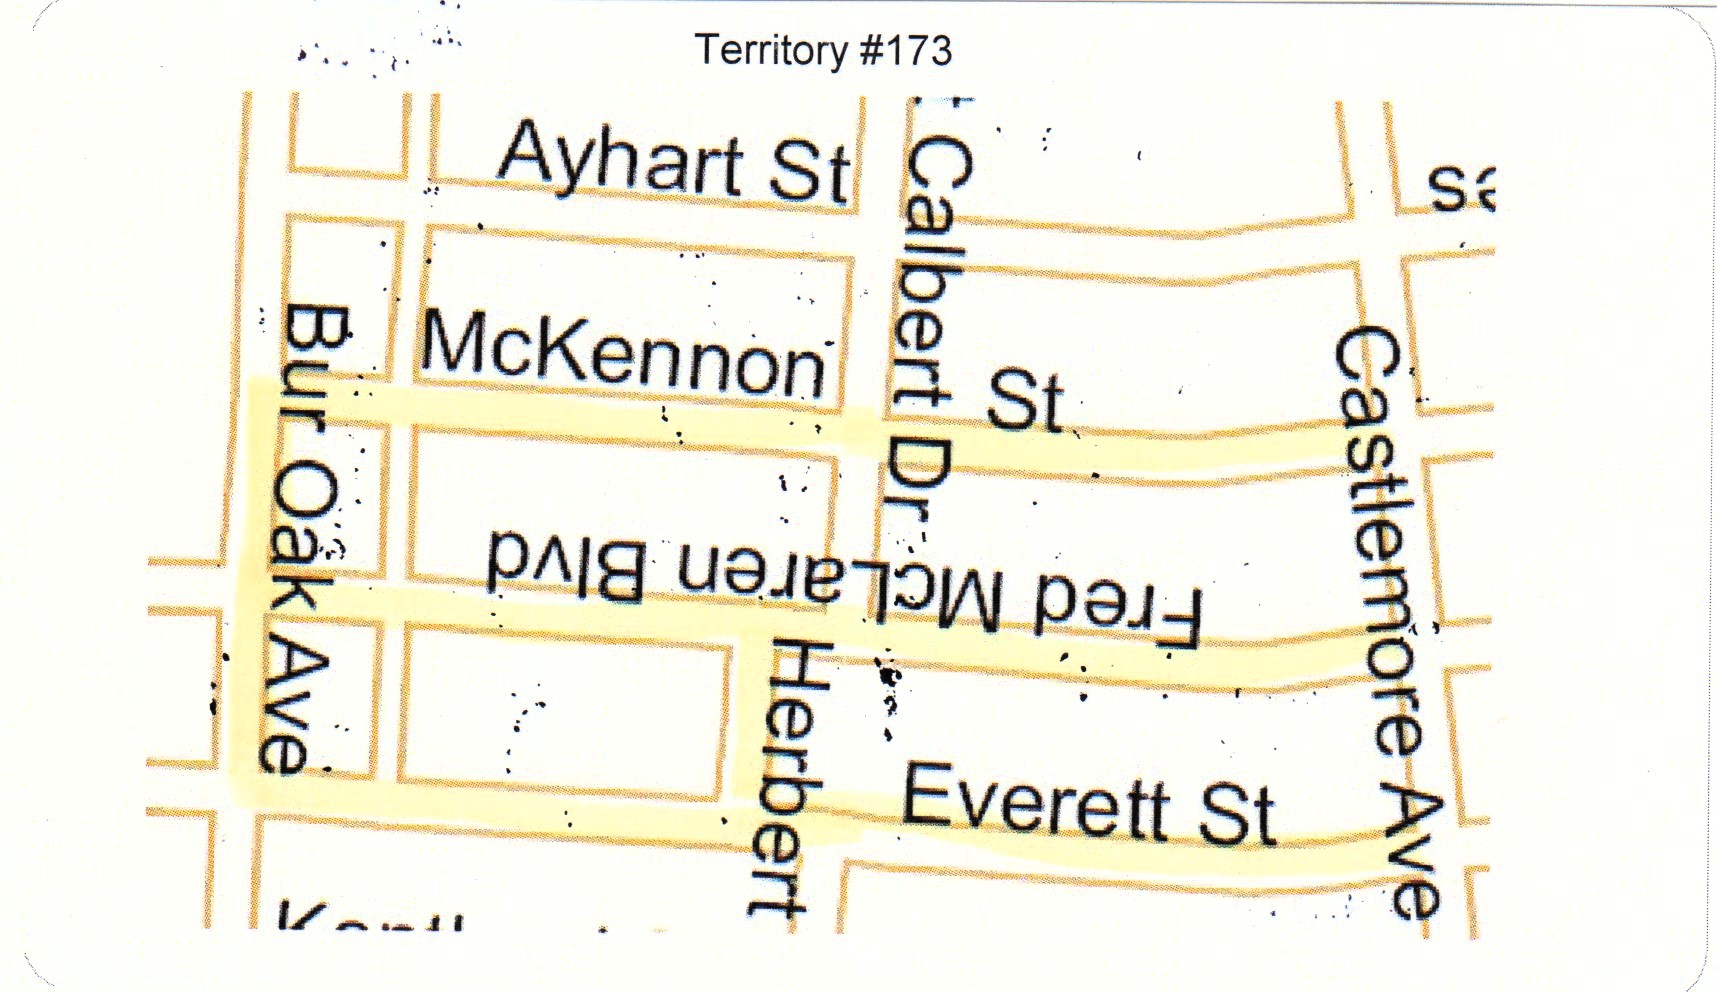 Territory #173
Ayhart St
Calbert Dr
McKennon St
Bur Oak Ave
Castlemore Ave
Fred McLaren Blvd
Herbert
Everett St